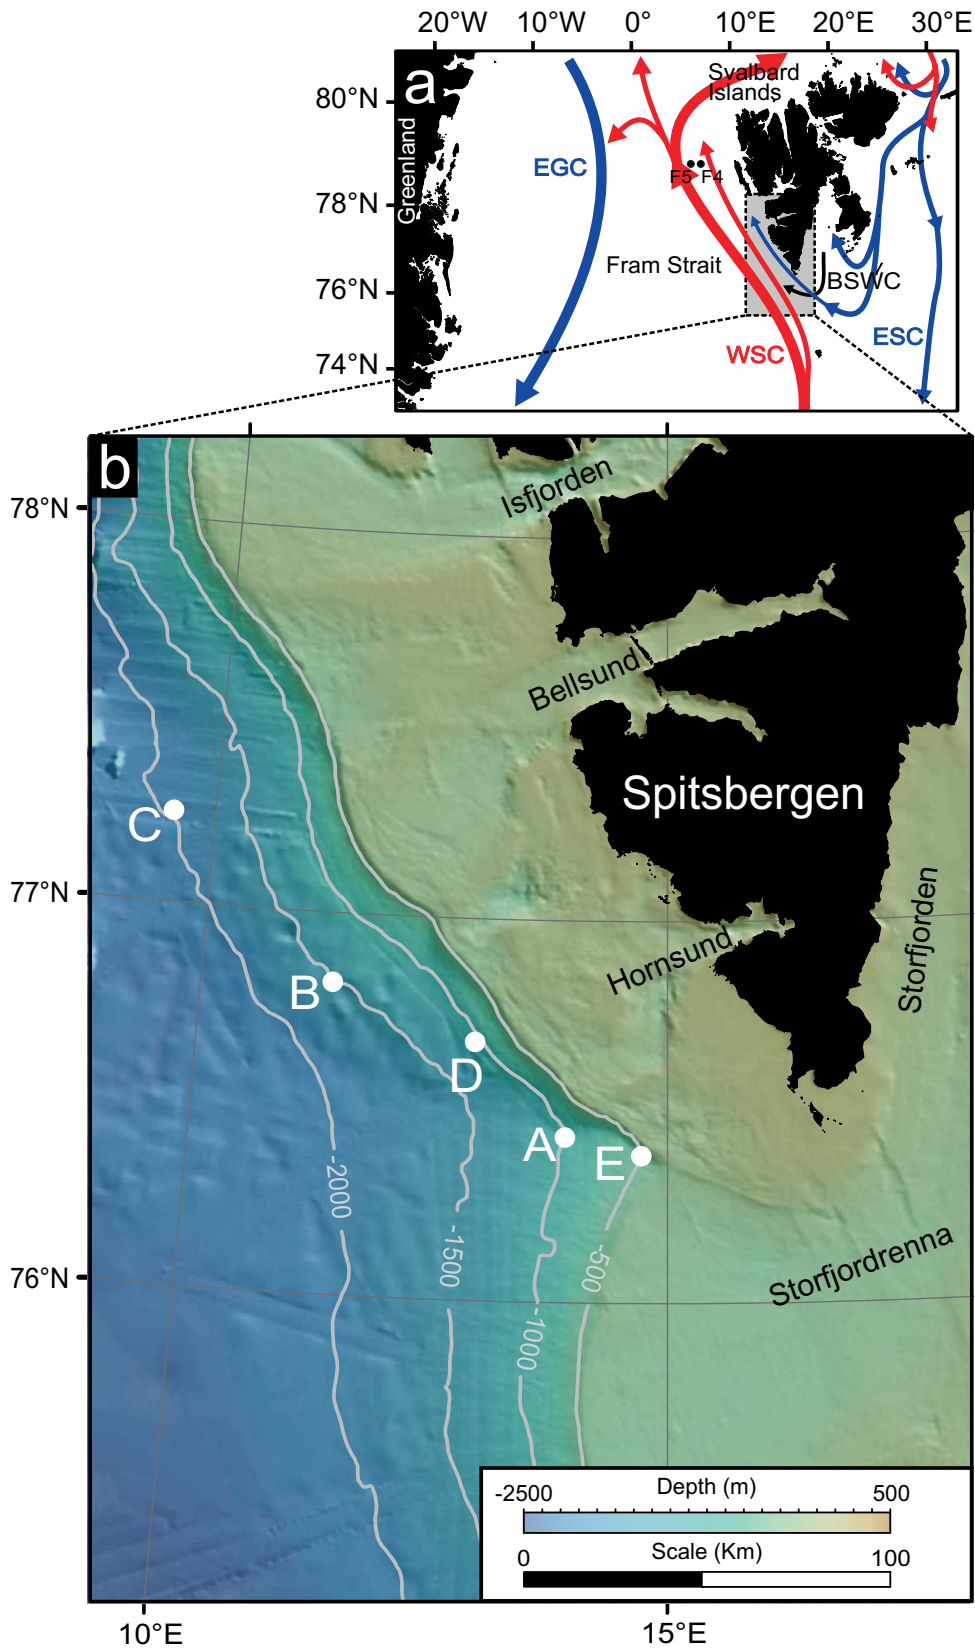 20°W 10°W 0° 10°E 20°E 30°E
a
Svalbard
Islands
80°N
Greenland
EGC
F5 F4
78°N
Fram Strait
BSWC
76°N
ESC
WSC
74°N
b
Isfjorden
78°N
Bellsund
Spitsbergen
C
77°N
Storfjorden
Hornsund
B
D
A
E
-2000
-1500
-500
Storfjordrenna
76°N
-1000
Depth (m)
-2500 500
Scale (Km)
0 100
10°E 15°E